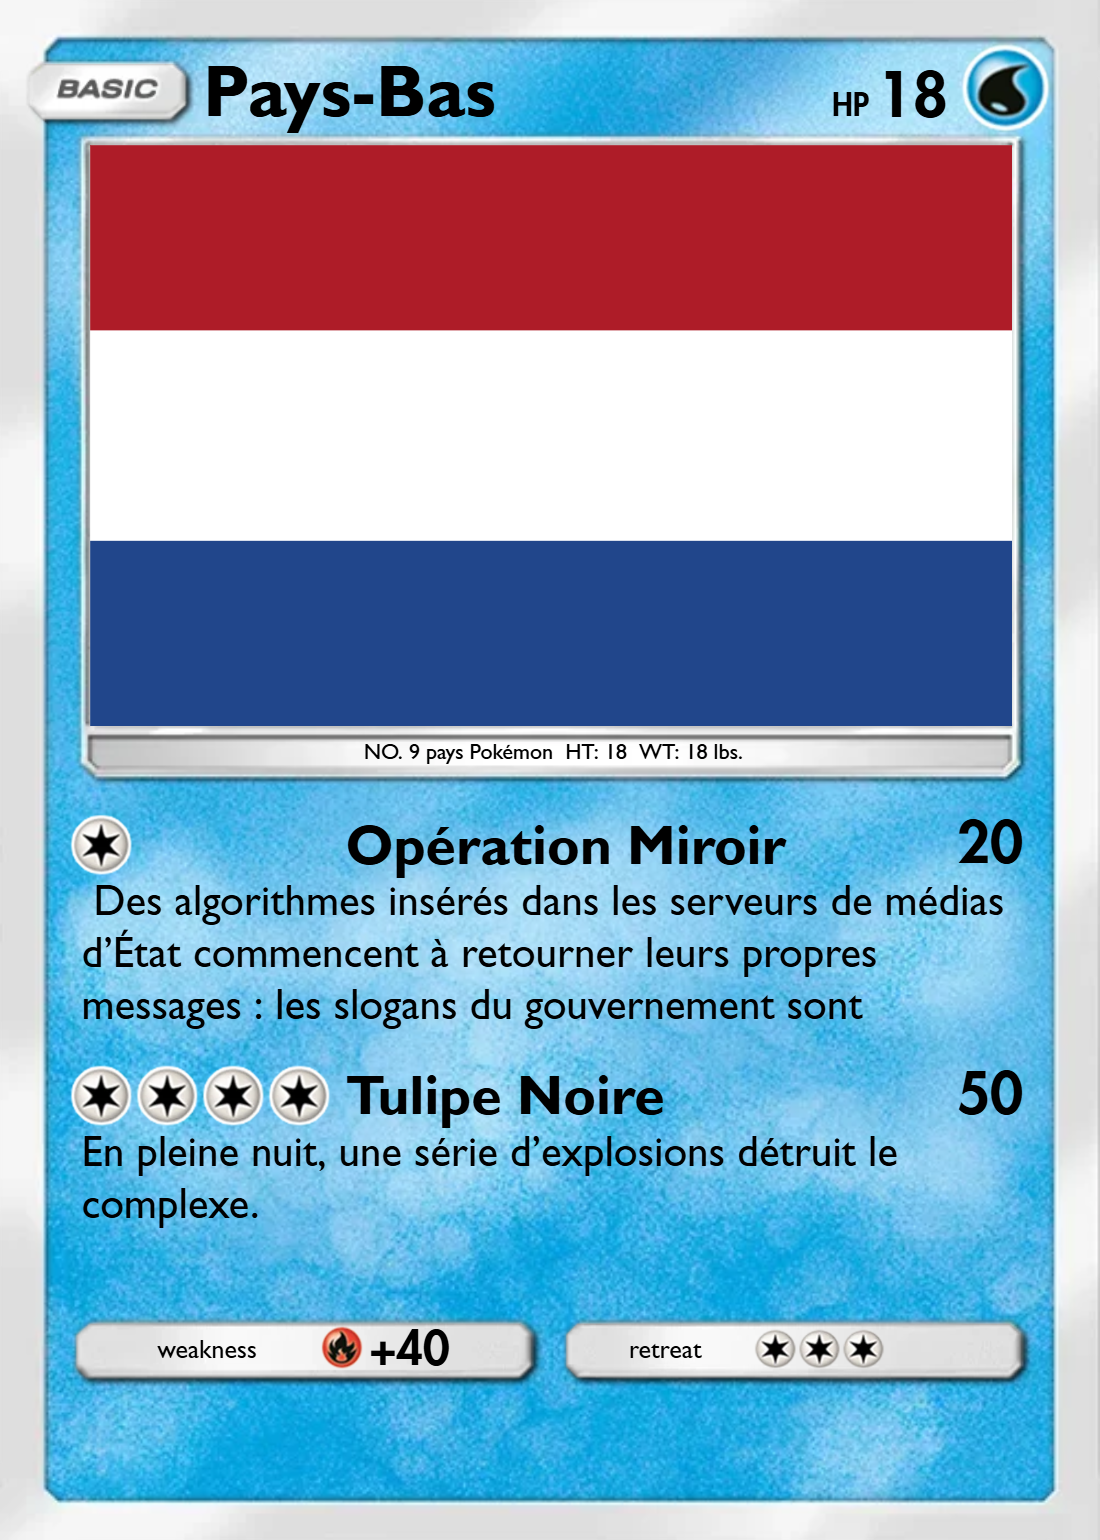 BASIC Pays-Bas HP 18
NO. 9 pays Pokémon HT: 18 WT: 18 lbs.
Opération Miroir 20
Des algorithmes insérés dans les serveurs de médias
d’État commencent à retourner leurs propres
messages : les slogans du gouvernement sont
Tulipe Noire 50
En pleine nuit, une série d’explosions détruit le
complexe.
weakness +40 retreat